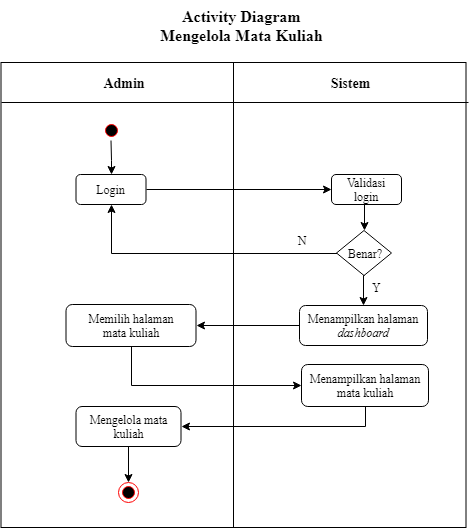 Activity Diagram
Mengelola Mata Kuliah
Admin
Sistem
Login
Validasi
login
N
Benar?
Y
Memilih halaman
mata kuliah
Menampilkan halaman
dashboard
Menampilkan halaman
mata kuliah
Mengelola mata
kuliah